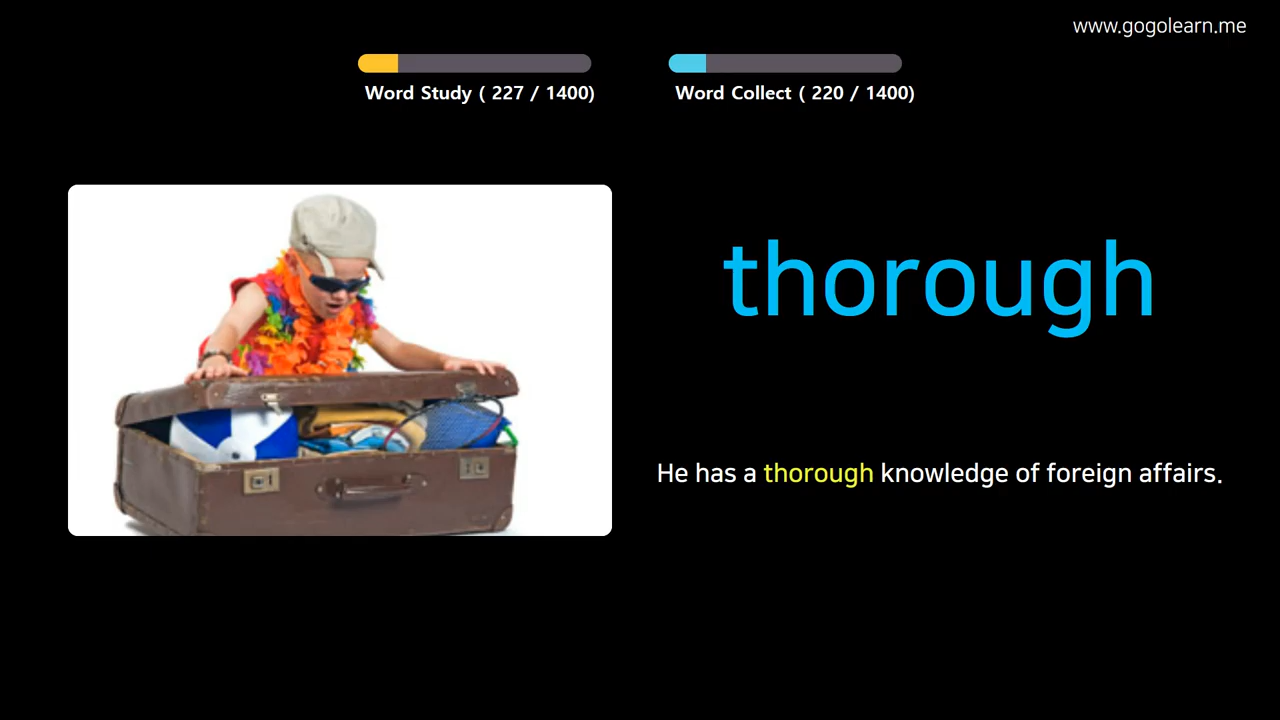 www.gogolearn.me
Word Study ( 227 / 1400)
Word Collect ( 220 / 1400)
thorough
He has a thorough knowledge of foreign affairs.